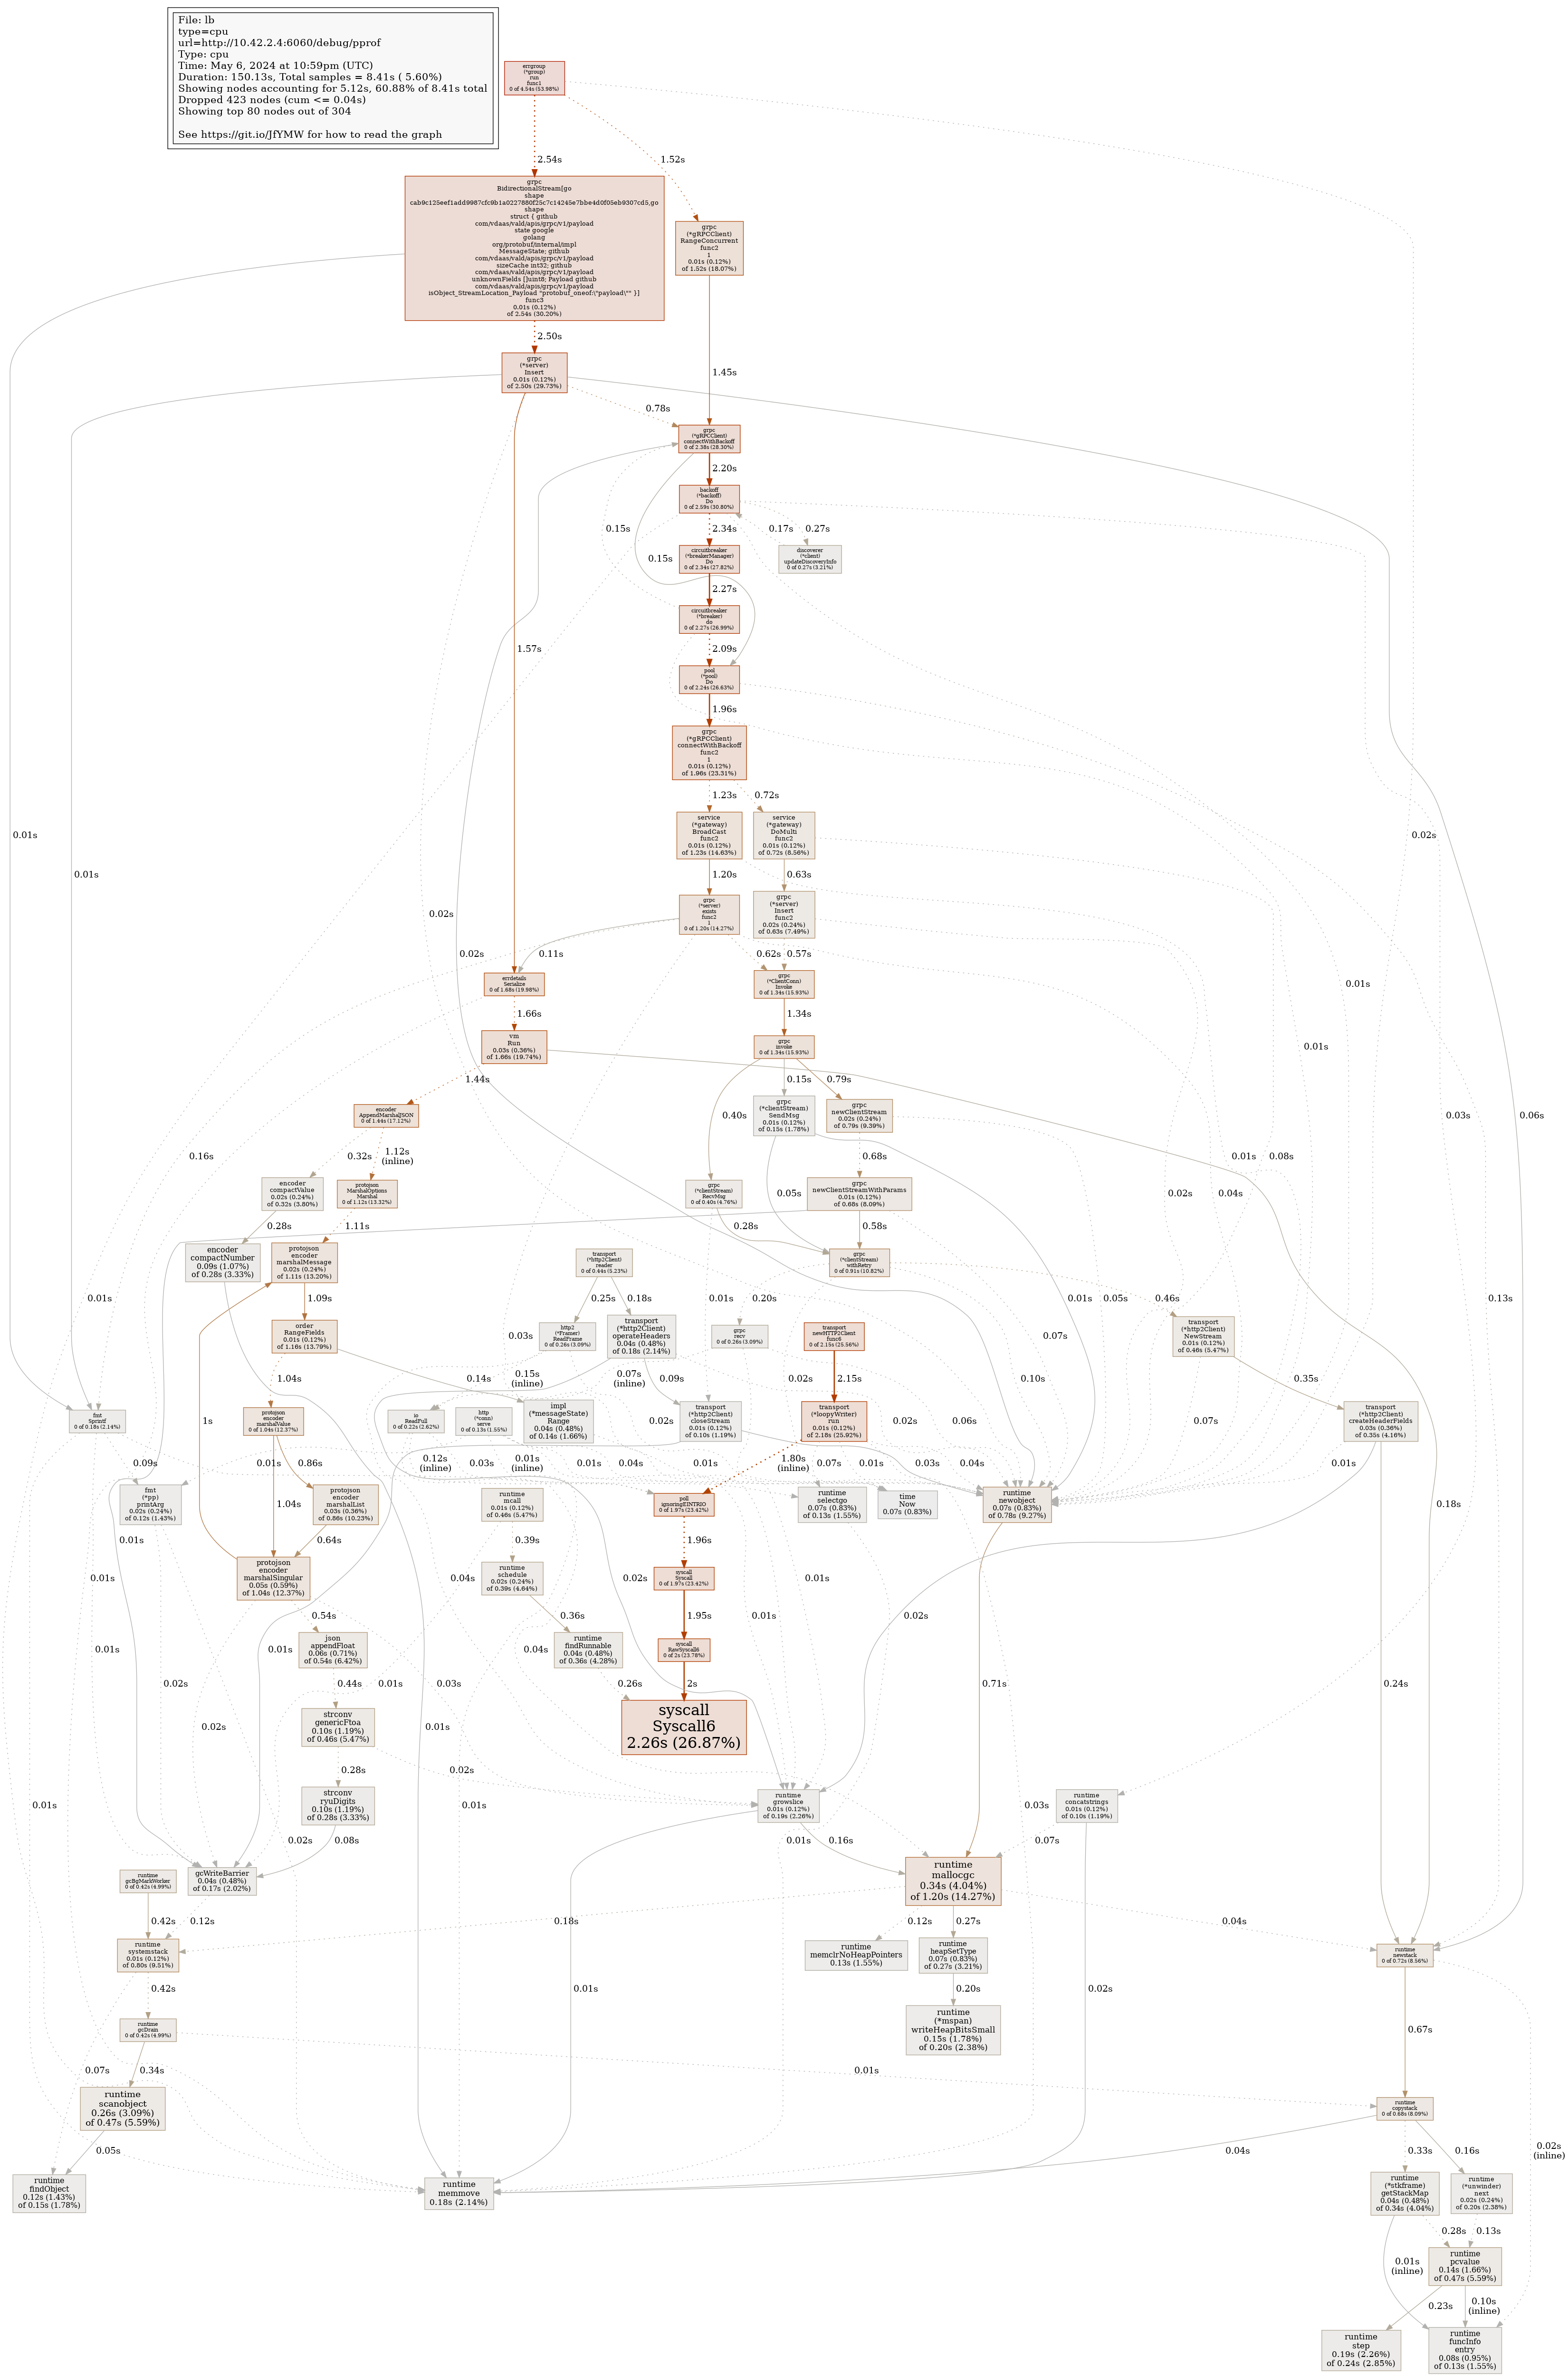 File: lb
type=cpu
url=http://10.42.2.4:6060/debug/pprof
Type: cpu
Time: May 6, 2024 at 10:59pm (UTC)
Duration: 150.13s, Total samples = 8.41s ( 5.60%)
Showing nodes accounting for 5.12s, 60.88% of 8.41s total
Dropped 423 nodes (cum <= 0.04s)
Showing top 80 nodes out of 304
See https://git.io/JfYMW for how to read the graph
errgroup
(*group)
run
func1
0 of 4.54s (53.98%)
2.54s
1.52s
grpc
BidirectionalStream[go
shape
cab9c125eef1add9987cfc9b1a0227880f25c7c14245e7bbe4d0f05eb9307cd5,go
shape
struct { github
com/vdaas/vald/apis/grpc/v1/payload
state google
golang
org/protobuf/internal/impl
MessageState; github
com/vdaas/vald/apis/grpc/v1/payload
sizeCache int32; github
com/vdaas/vald/apis/grpc/v1/payload
unknownFields []uint8; Payload github
com/vdaas/vald/apis/grpc/v1/payload
isObject_StreamLocation_Payload "protobuf_oneof:\"payload\"" }]
func3
0.01s (0.12%)
of 2.54s (30.20%)
grpc
(*gRPCClient)
RangeConcurrent
func2
1
0.01s (0.12%)
of 1.52s (18.07%)
2.50s
1.45s
grpc
(*server)
Insert
0.01s (0.12%)
of 2.50s (29.73%)
0.78s
grpc
(*gRPCClient)
connectWithBackoff
0 of 2.38s (28.30%)
2.20s
backoff
(*backoff)
Do
0 of 2.59s (30.80%)
0.15s
0.15s
2.34s
0.17s
0.27s
circuitbreaker
(*breakerManager)
Do
0 of 2.34s (27.82%)
discoverer
(*client)
updateDiscoveryInfo
0 of 0.27s (3.21%)
2.27s
circuitbreaker
(*breaker)
do
0 of 2.27s (26.99%)
1.57s
2.09s
pool
(*pool)
Do
0 of 2.24s (26.63%)
1.96s
grpc
(*gRPCClient)
connectWithBackoff
func2
1
0.01s (0.12%)
of 1.96s (23.31%)
1.23s
0.72s
0.01s
0.01s
0.02s
service
(*gateway)
BroadCast
func2
0.01s (0.12%)
of 1.23s (14.63%)
service
(*gateway)
DoMulti
func2
0.01s (0.12%)
of 0.72s (8.56%)
1.20s
0.63s
0.02s
grpc
(*server)
exists
func2
1
0 of 1.20s (14.27%)
grpc
(*server)
Insert
func2
0.02s (0.24%)
of 0.63s (7.49%)
0.02s
0.11s
0.62s
0.57s
0.01s
errdetails
Serialize
0 of 1.68s (19.98%)
grpc
(*ClientConn)
Invoke
0 of 1.34s (15.93%)
1.66s
1.34s
vm
Run
0.03s (0.36%)
of 1.66s (19.74%)
grpc
invoke
0 of 1.34s (15.93%)
0.01s
1.44s
0.40s
0.15s
0.79s
encoder
AppendMarshalJSON
0 of 1.44s (17.12%)
grpc
(*clientStream)
SendMsg
0.01s (0.12%)
of 0.15s (1.78%)
grpc
newClientStream
0.02s (0.24%)
of 0.79s (9.39%)
0.01s
0.03s
0.06s
0.16s
0.32s
1.12s
(inline)
0.68s
0.02s
0.04s
0.08s
encoder
compactValue
0.02s (0.24%)
of 0.32s (3.80%)
protojson
MarshalOptions
Marshal
0 of 1.12s (13.32%)
grpc
(*clientStream)
RecvMsg
0 of 0.40s (4.76%)
0.05s
grpc
newClientStreamWithParams
0.01s (0.12%)
of 0.68s (8.09%)
0.28s
1.11s
0.28s
0.58s
encoder
compactNumber
0.09s (1.07%)
of 0.28s (3.33%)
protojson
encoder
marshalMessage
0.02s (0.24%)
of 1.11s (13.20%)
transport
(*http2Client)
reader
0 of 0.44s (5.23%)
grpc
(*clientStream)
withRetry
0 of 0.91s (10.82%)
1.09s
0.01s
0.25s
0.18s
0.01s
0.20s
0.01s
0.05s
0.46s
0.13s
order
RangeFields
0.01s (0.12%)
of 1.16s (13.79%)
http2
(*Framer)
ReadFrame
0 of 0.26s (3.09%)
transport
(*http2Client)
operateHeaders
0.04s (0.48%)
of 0.18s (2.14%)
grpc
recv
0 of 0.26s (3.09%)
transport
newHTTP2Client
func6
0 of 2.15s (25.56%)
transport
(*http2Client)
NewStream
0.01s (0.12%)
of 0.46s (5.47%)
0.03s
0.07s
1.04s
0.14s
0.15s
(inline)
0.07s
(inline)
0.09s
0.02s
2.15s
0.10s
0.35s
protojson
encoder
marshalValue
0 of 1.04s (12.37%)
fmt
Sprintf
0 of 0.18s (2.14%)
1s
io
ReadFull
0 of 0.22s (2.62%)
http
(*conn)
serve
0 of 0.13s (1.55%)
impl
(*messageState)
Range
0.04s (0.48%)
of 0.14s (1.66%)
0.02s
transport
(*http2Client)
closeStream
0.01s (0.12%)
of 0.10s (1.19%)
transport
(*loopyWriter)
run
0.01s (0.12%)
of 2.18s (25.92%)
0.02s
0.06s
0.07s
transport
(*http2Client)
createHeaderFields
0.03s (0.36%)
of 0.35s (4.16%)
0.09s
0.01s
0.86s
0.12s
(inline)
0.03s
0.01s
(inline)
0.01s
0.04s
0.01s
1.80s
(inline)
0.07s
0.01s
0.03s
0.04s
0.01s
fmt
(*pp)
printArg
0.02s (0.24%)
of 0.12s (1.43%)
1.04s
protojson
encoder
marshalList
0.03s (0.36%)
of 0.86s (10.23%)
runtime
mcall
0.01s (0.12%)
of 0.46s (5.47%)
poll
ignoringEINTRIO
0 of 1.97s (23.42%)
runtime
selectgo
0.07s (0.83%)
of 0.13s (1.55%)
time
Now
0.07s (0.83%)
runtime
newobject
0.07s (0.83%)
of 0.78s (9.27%)
0.18s
0.01s
0.64s
0.39s
1.96s
0.01s
protojson
encoder
marshalSingular
0.05s (0.59%)
of 1.04s (12.37%)
0.04s
runtime
schedule
0.02s (0.24%)
of 0.39s (4.64%)
0.02s
syscall
Syscall
0 of 1.97s (23.42%)
0.01s
0.01s
0.02s
0.54s
0.36s
1.95s
0.01s
json
appendFloat
0.06s (0.71%)
of 0.54s (6.42%)
0.01s
runtime
findRunnable
0.04s (0.48%)
of 0.36s (4.28%)
0.04s
syscall
RawSyscall6
0 of 2s (23.78%)
0.02s
0.44s
0.01s
0.03s
0.26s
2s
0.71s
0.24s
strconv
genericFtoa
0.10s (1.19%)
of 0.46s (5.47%)
0.02s
0.01s
syscall
Syscall6
2.26s (26.87%)
0.28s
0.02s
strconv
ryuDigits
0.10s (1.19%)
of 0.28s (3.33%)
0.01s
0.01s
runtime
growslice
0.01s (0.12%)
of 0.19s (2.26%)
runtime
concatstrings
0.01s (0.12%)
of 0.10s (1.19%)
0.03s
0.02s
0.08s
0.01s
0.16s
0.07s
runtime
gcBgMarkWorker
0 of 0.42s (4.99%)
gcWriteBarrier
0.04s (0.48%)
of 0.17s (2.02%)
runtime
mallocgc
0.34s (4.04%)
of 1.20s (14.27%)
0.42s
0.12s
0.18s
0.12s
0.27s
0.04s
runtime
systemstack
0.01s (0.12%)
of 0.80s (9.51%)
runtime
memclrNoHeapPointers
0.13s (1.55%)
runtime
heapSetType
0.07s (0.83%)
of 0.27s (3.21%)
runtime
newstack
0 of 0.72s (8.56%)
0.42s
0.01s
0.20s
0.02s
runtime
gcDrain
0 of 0.42s (4.99%)
runtime
(*mspan)
writeHeapBitsSmall
0.15s (1.78%)
of 0.20s (2.38%)
0.67s
0.07s
0.34s
0.01s
runtime
scanobject
0.26s (3.09%)
of 0.47s (5.59%)
runtime
copystack
0 of 0.68s (8.09%)
0.05s
0.04s
0.33s
0.16s
0.02s
(inline)
runtime
findObject
0.12s (1.43%)
of 0.15s (1.78%)
runtime
memmove
0.18s (2.14%)
runtime
(*stkframe)
getStackMap
0.04s (0.48%)
of 0.34s (4.04%)
runtime
(*unwinder)
next
0.02s (0.24%)
of 0.20s (2.38%)
0.28s
0.13s
0.01s
(inline)
runtime
pcvalue
0.14s (1.66%)
of 0.47s (5.59%)
0.23s
0.10s
(inline)
runtime
step
0.19s (2.26%)
of 0.24s (2.85%)
runtime
funcInfo
entry
0.08s (0.95%)
of 0.13s (1.55%)